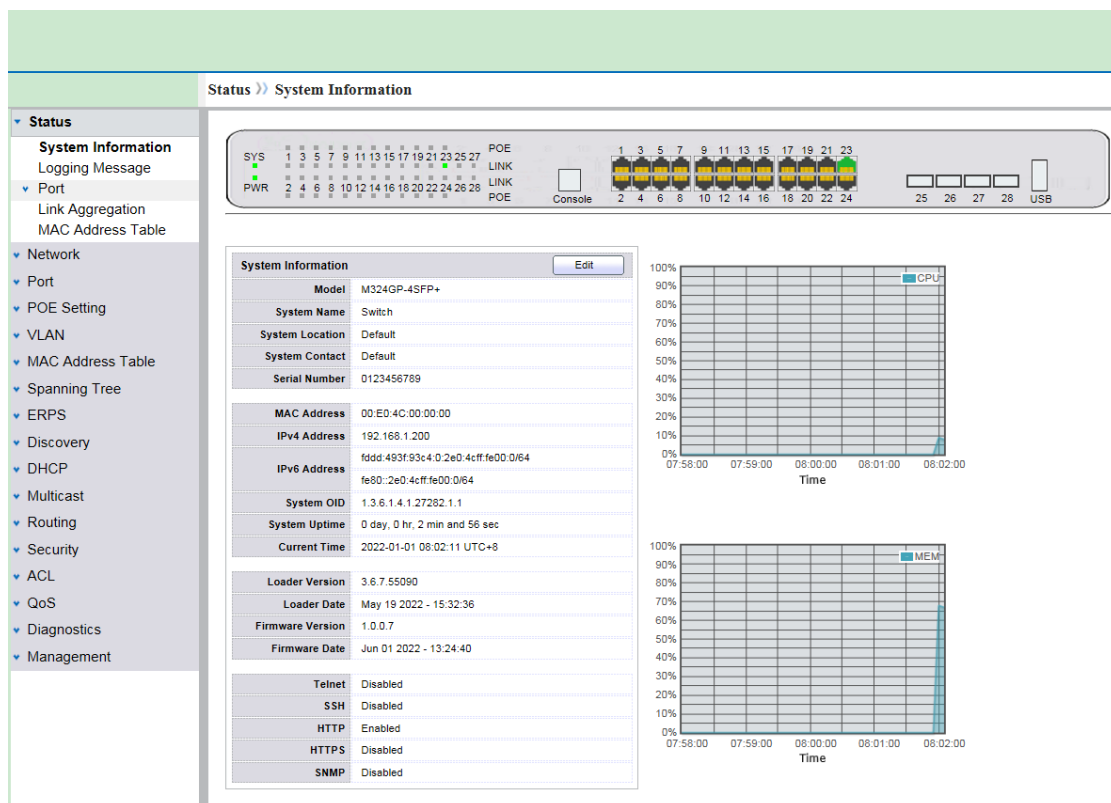 Status » System Information
Status
System Information
Logging Message
Port
Link Aggregation
MAC Address Table
Network
Port
POE Setting
VLAN
MAC Address Table
Spanning Tree
ERPS
Discovery
DHCP
Multicast
Routing
Security
ACL
QoS
Diagnostics
Management
POE
SYS 1 3 5 7 9 11 13 15 17 19 21 23 25 27
LINK
LINK
PWR 2 4 6 8 10 12 14 16 18 20 22 24 26 28
POE
Console
1 3 5 7 9 11 13 15 17 19 21 23
2 4 6 8 10 12 14 16 18 20 22 24
25 26 27 28 USB
System Information Edit
Model M324GP-4SFP+
System Name Switch
System Location Default
System Contact Default
Serial Number 0123456789
MAC Address 00:E0:4C:00:00:00
IPv4 Address 192.168.1.200
IPv6 Address fddd:493f:93c4:0:2e0:4cff:fe00:0/64
fe80::2e0:4cff:fe00:0/64
System OID 1.3.6.1.4.1.27282.1.1
System Uptime 0 day, 0 hr, 2 min and 56 sec
Current Time 2022-01-01 08:02:11 UTC+8
Loader Version 3.6.7.55090
Loader Date May 19 2022 - 15:32:36
Firmware Version 1.0.0.7
Firmware Date Jun 01 2022 - 13:24:40
Telnet Disabled
SSH Disabled
HTTP Enabled
HTTPS Disabled
SNMP Disabled
CPU
100%
90%
80%
70%
60%
50%
40%
30%
20%
10%
0%
07:58:00 07:59:00 08:00:00 08:01:00 08:02:00
Time
MEM
100%
90%
80%
70%
60%
50%
40%
30%
20%
10%
0%
07:58:00 07:59:00 08:00:00 08:01:00 08:02:00
Time